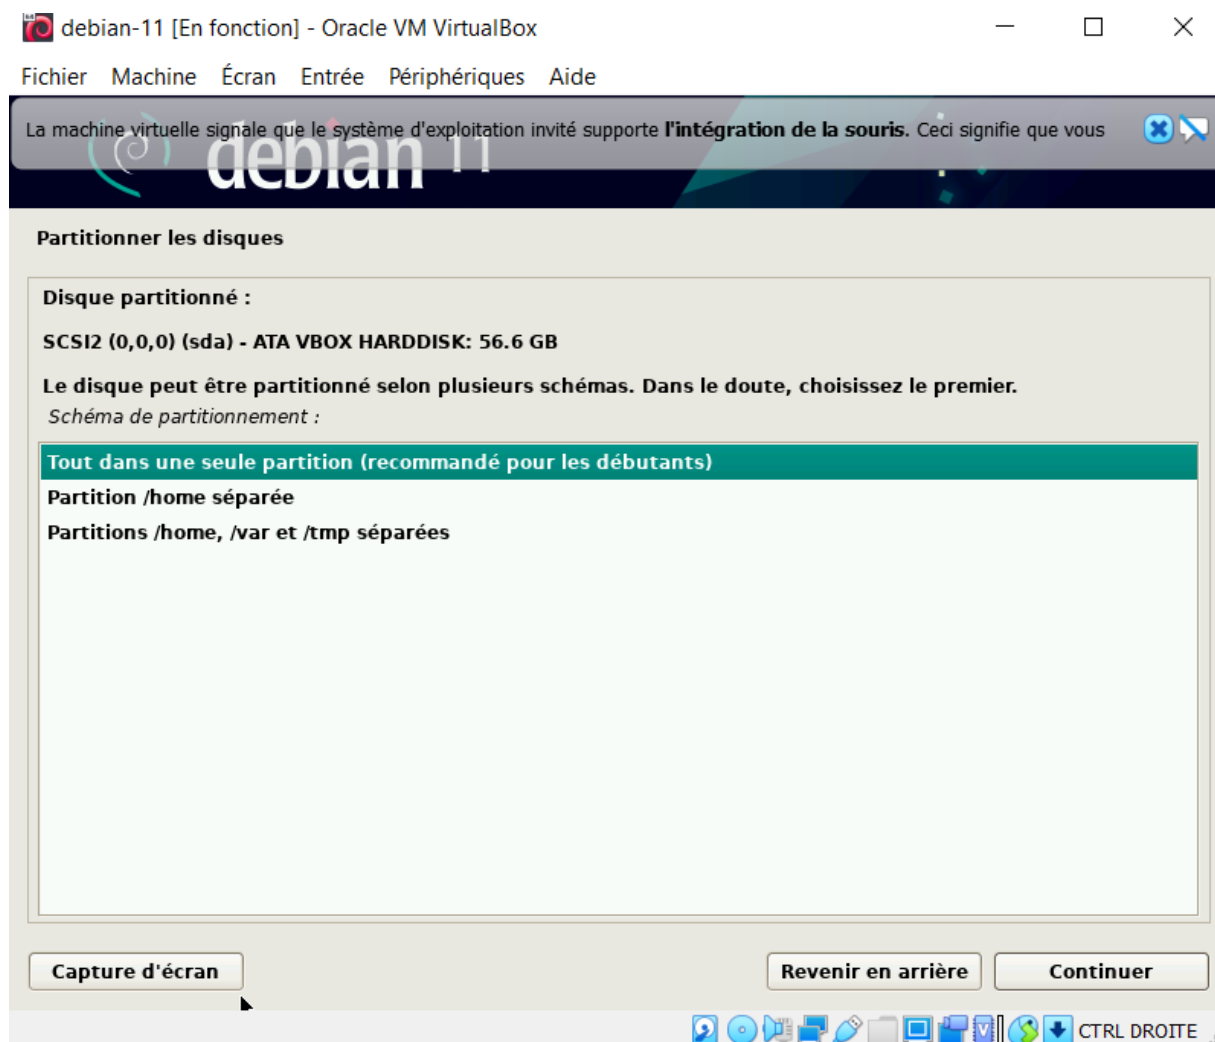 debian-11 [En fonction] - Oracle VM VirtualBox
Fichier Machine Écran Entrée Périphériques Aide
La machine virtuelle signale que le système d'exploitation invité supporte l'intégration de la souris. Ceci signifie que vous
debian 11
Partitionner les disques
Disque partitionné :
SCSI2 (0,0,0) (sda) - ATA VBOX HARDDISK: 56.6 GB
Le disque peut être partitionné selon plusieurs schémas. Dans le doute, choisissez le premier.
Schéma de partitionnement :
Tout dans une seule partition (recommandé pour les débutants)
Partition /home séparée
Partitions /home, /var et /tmp séparées
Capture d'écran
Revenir en arrière
Continuer
CTRL DROITE